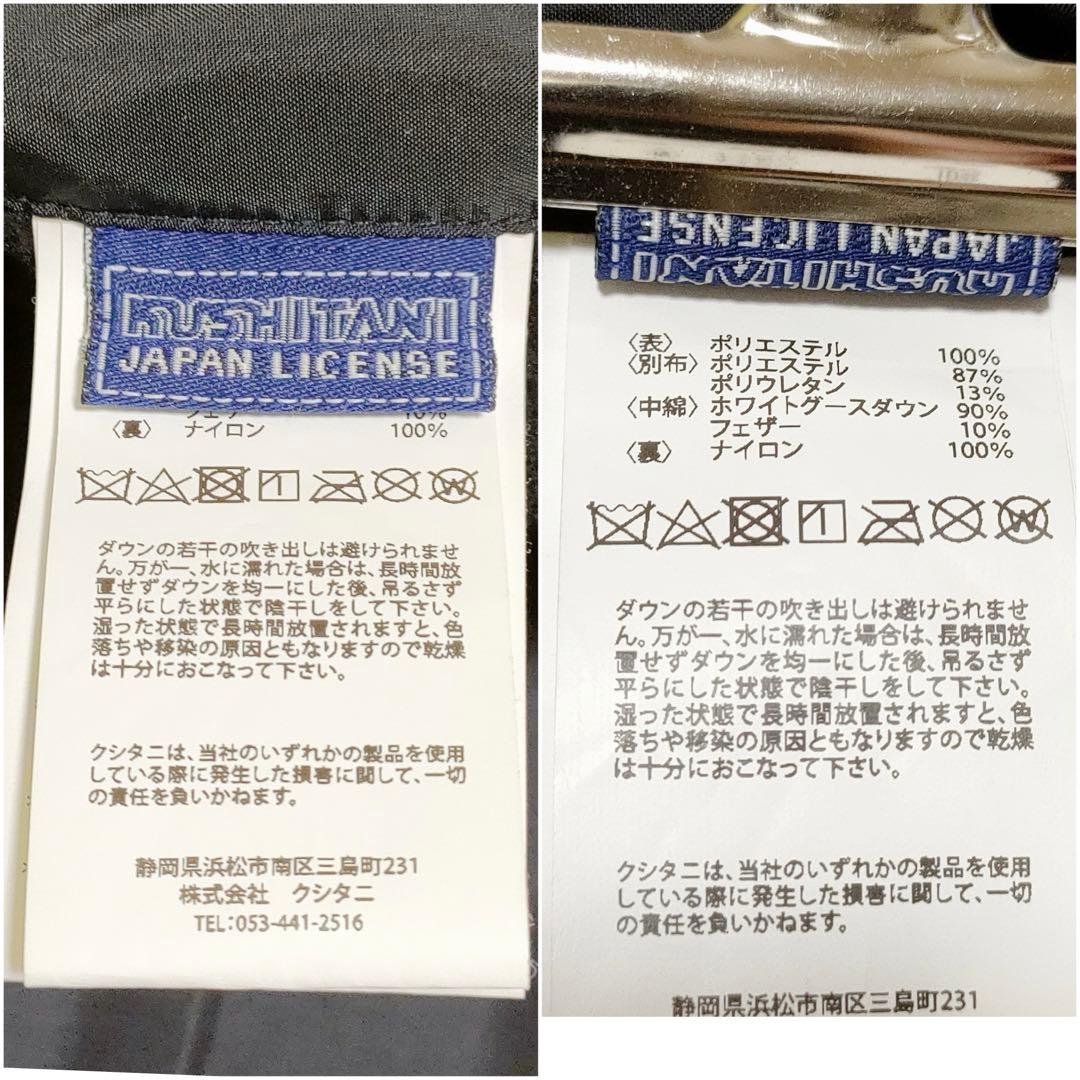 KUSHITANI
JAPAN LICENSE
フェザー 10%
〈裏〉 ナイロン 100%
ダウンの若干の吹き出しは避けられませ
ん。万が一、水に濡れた場合は、長時間放
置せずダウンを均一にした後、吊るさず
平らにした状態で陰干しをして下さい。
湿った状態で長時間放置されますと、色
落ちや移染の原因ともなりますので乾燥
は十分におこなって下さい。
クシタニは、当社のいずれかの製品を使用
している際に発生した損害に関して、一切
の責任を負いかねます。
静岡県浜松市南区三島町231
株式会社 クシタニ
TEL:053-441-2516
JAPAN LICENSE
KUSHITANI
〈表〉 ポリエステル 100%
〈別布〉 ポリエステル 87%
ポリウレタン 13%
〈中綿〉 ホワイトグースダウン 90%
フェザー 10%
〈裏〉 ナイロン 100%
ダウンの若干の吹き出しは避けられませ
ん。万が一、水に濡れた場合は、長時間放
置せずダウンを均一にした後、吊るさず
平らにした状態で陰干しをして下さい。
湿った状態で長時間放置されますと、色
落ちや移染の原因ともなりますので乾燥
は十分におこなって下さい。
クシタニは、当社のいずれかの製品を使用
している際に発生した損害に関して、一切
の責任を負いかねます。
静岡県浜松市南区三島町231